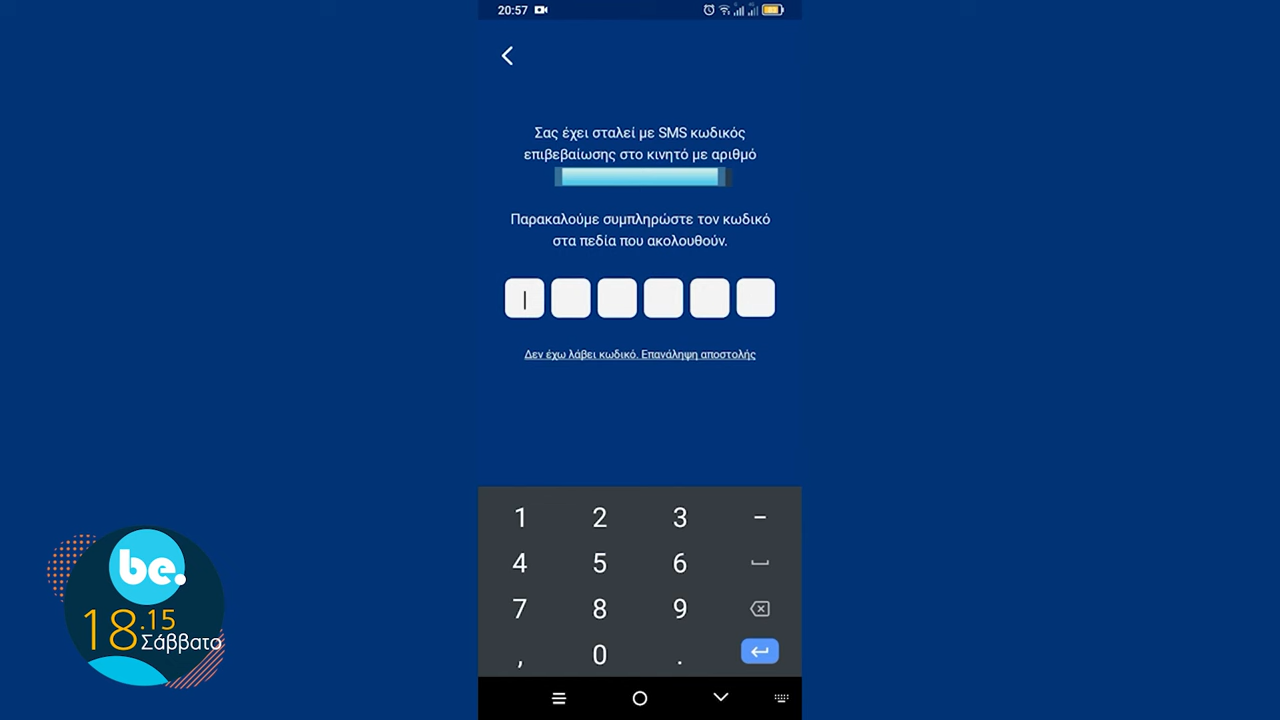 20:57
Σας έχει σταλεί με SMS κωδικός
επιβεβαίωσης στο κινητό με αριθμό
Παρακαλούμε συμπληρώστε τον κωδικό
στα πεδία που ακολουθούν.
Δεν έχω λάβει κωδικό. Επανάληψη αποστολής
1 2 3 –
4 5 6
7 8 9
, 0 .
be.
18.15
Σάββατο